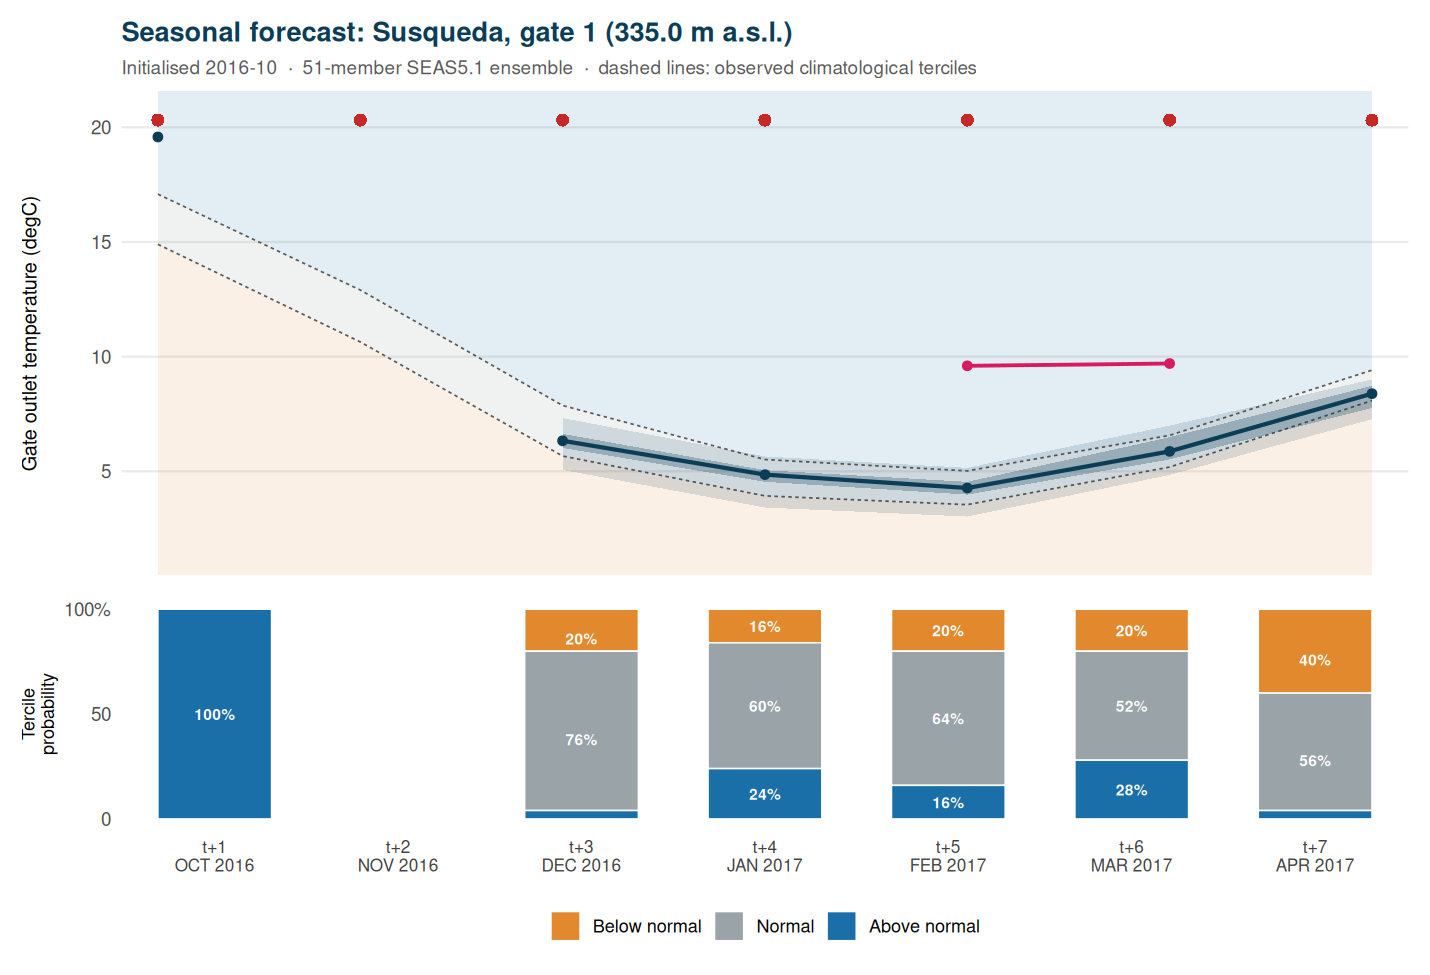 Seasonal forecast: Susqueda, gate 1 (335.0 m a.s.l.)
Initialised 2016-10 · 51-member SEAS5.1 ensemble · dashed lines: observed climatological terciles
Gate outlet temperature (degC)
20
15
10
5
Tercile
probability
100%
50
0
100%
20%
76%
16%
60%
24%
20%
64%
16%
20%
52%
28%
40%
56%
t+1
OCT 2016
t+2
NOV 2016
t+3
DEC 2016
t+4
JAN 2017
t+5
FEB 2017
t+6
MAR 2017
t+7
APR 2017
Below normal
Normal
Above normal